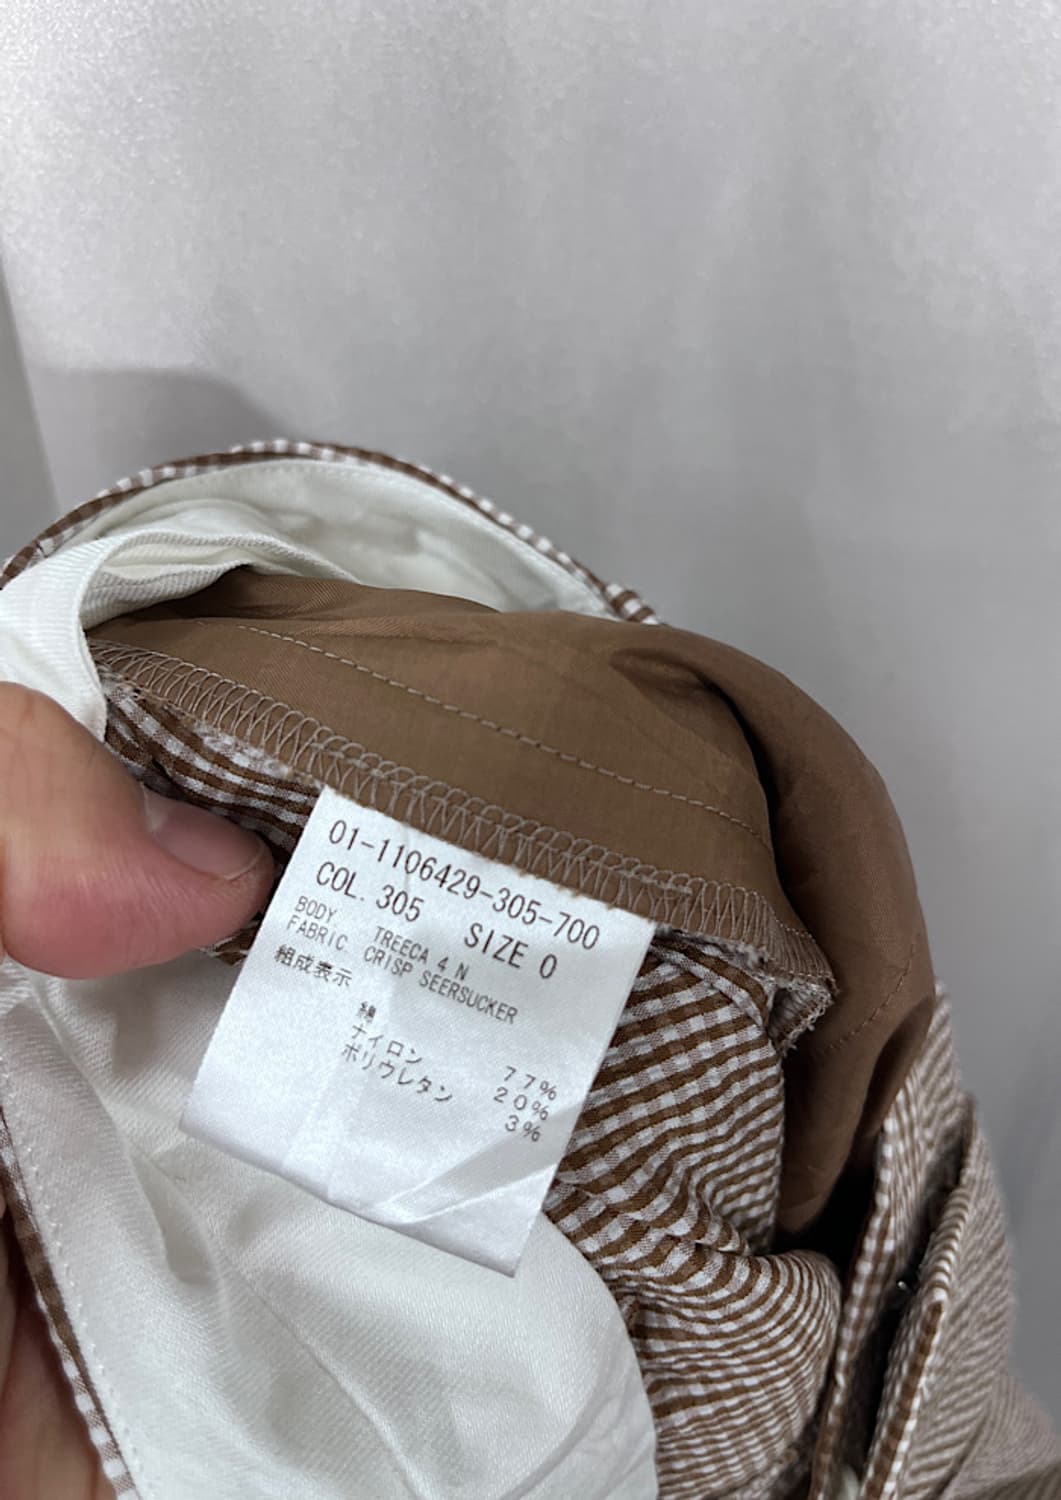 01-1106429-305-700
COL. 305 SIZE 0
BODY TREECA 4 N
FABRIC CRISP SEERSUCKER
組成表示
綿 77%
ナイロン 20%
ポリウレタン 3%